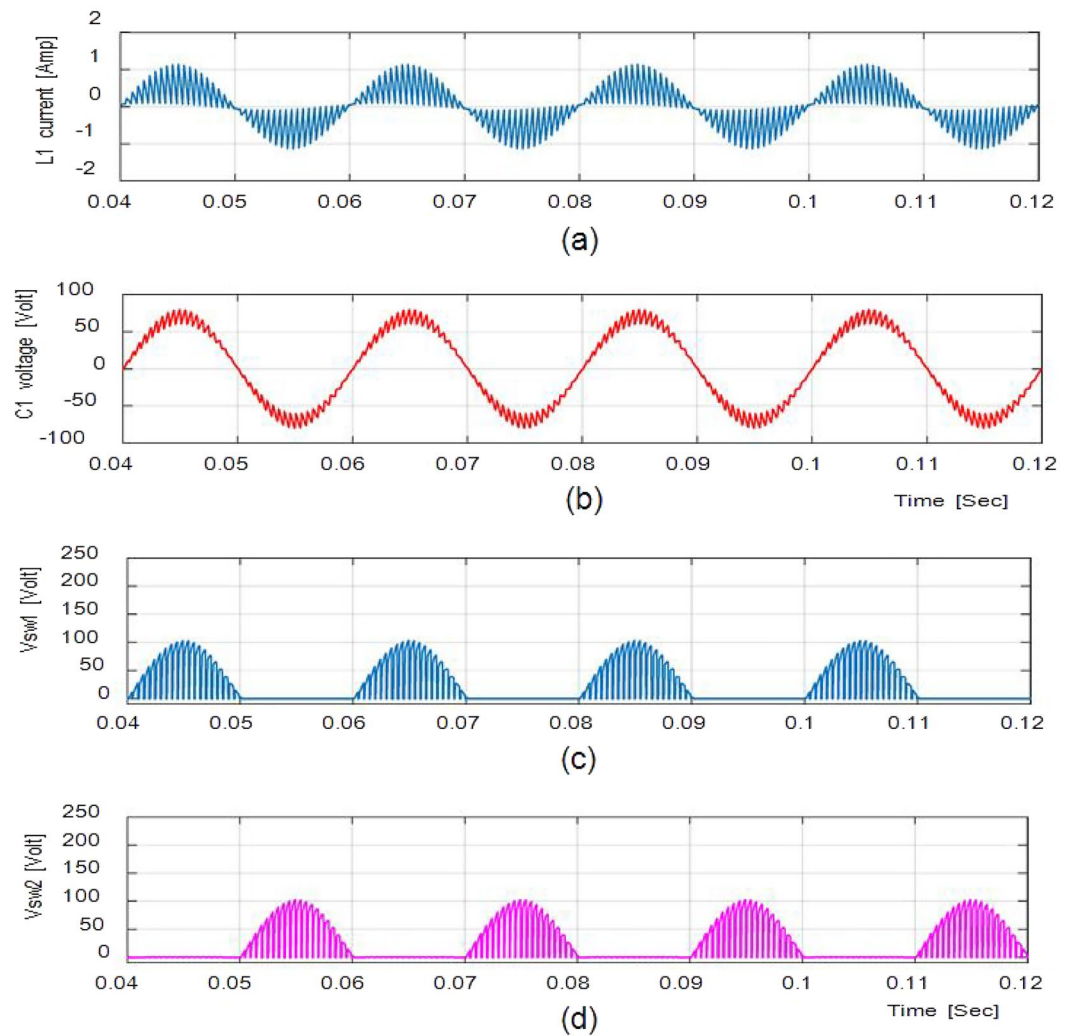 2
1
0
-1
-2
L1 current [Amp]
0.04 0.05 0.06 0.07 0.08 0.09 0.1 0.11 0.12
(a)
100
50
0
-50
-100
C1 voltage [Volt]
0.04 0.05 0.06 0.07 0.08 0.09 0.1 0.11 0.12
(b)
Time [Sec]
250
200
150
100
50
0
Vsw1 [Volt]
0.04 0.05 0.06 0.07 0.08 0.09 0.1 0.11 0.12
(c)
250
200
150
100
50
0
Vsw2 [Volt]
0.04 0.05 0.06 0.07 0.08 0.09 0.1 0.11 0.12
Time [Sec]
(d)